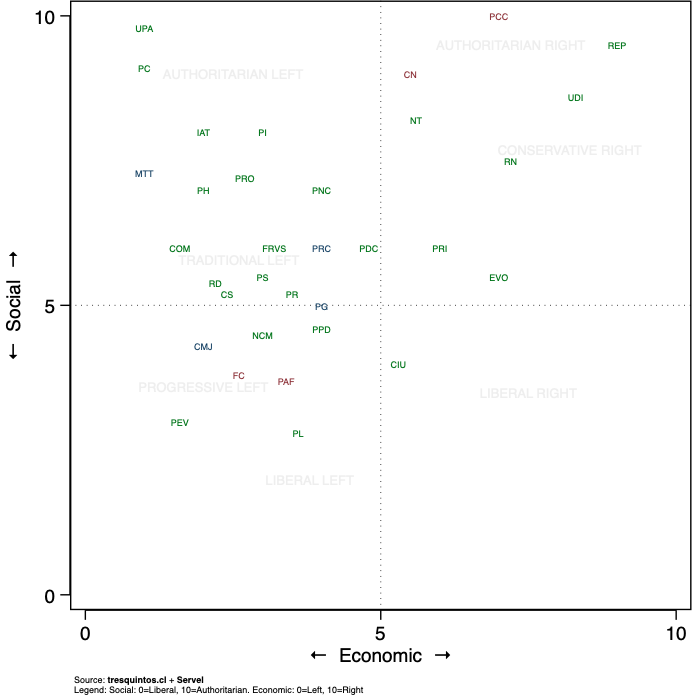 10
PCC
UPA
AUTHORITARIAN RIGHT
REP
PC
AUTHORITARIAN LEFT
CN
UDI
NT
IAT
PI
CONSERVATIVE RIGHT
RN
MTT
PRO
PH
PNC
COM
FRVS
PRC
PDC
PRI
TRADITIONAL LEFT
RD
PS
EVO
CS
PR
5
PG
PPD
NCM
CMJ
CIU
FC
PAF
PROGRESSIVE LEFT
LIBERAL RIGHT
PEV
PL
LIBERAL LEFT
0
← Social →
0 5 10
← Economic →
Source: tresquintos.cl + Servel
Legend: Social: 0=Liberal, 10=Authoritarian. Economic: 0=Left, 10=Right